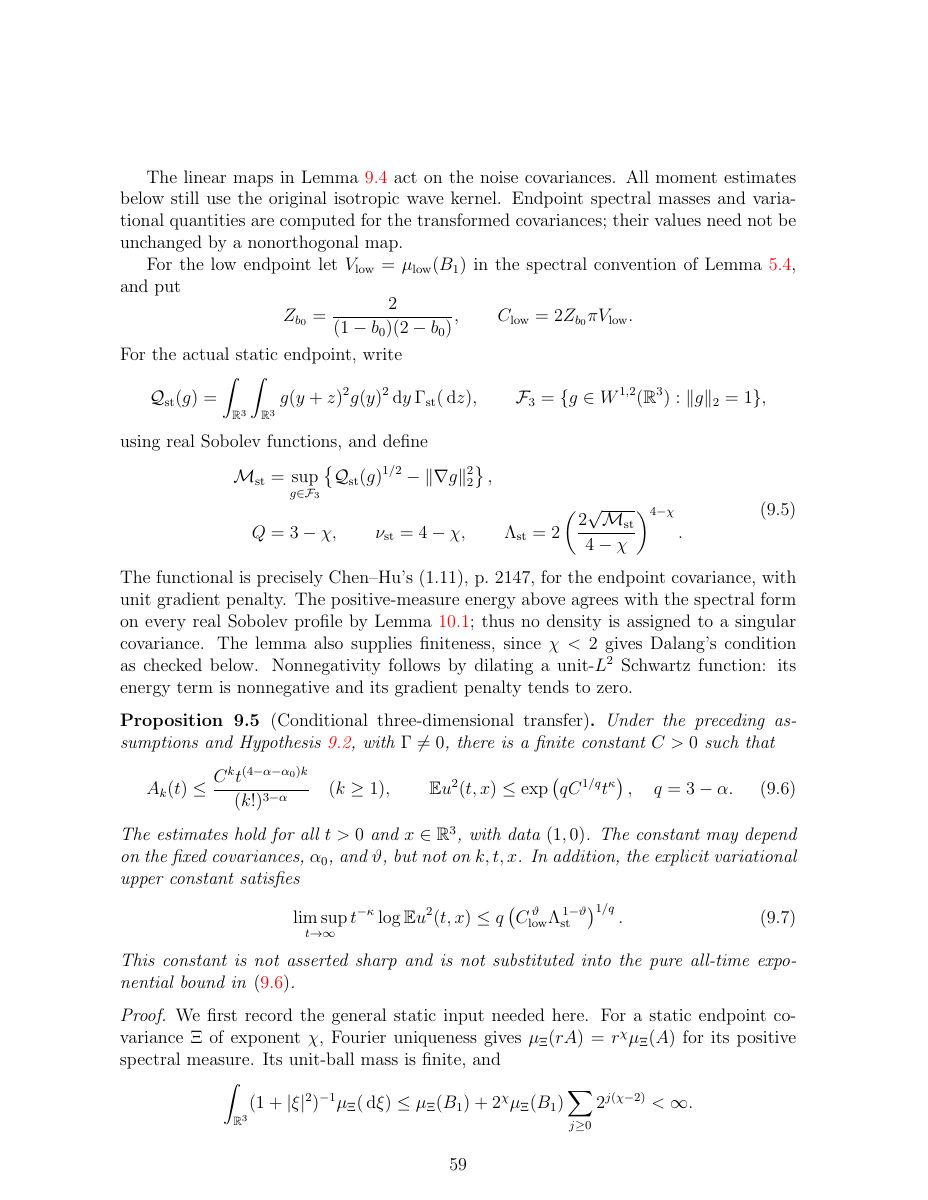 The linear maps in Lemma 9.4 act on the noise covariances. All moment estimates
below still use the original isotropic wave kernel. Endpoint spectral masses and varia-
tional quantities are computed for the transformed covariances; their values need not be
unchanged by a nonorthogonal map.
For the low endpoint let V_low = μ_low(B_1) in the spectral convention of Lemma 5.4,
and put
Z_{b_0} = \frac{2}{(1 − b_0)(2 − b_0)}, C_low = 2Z_{b_0}πV_low.
For the actual static endpoint, write
𝒬_st(g) = ∫_{ℝ^3} ∫_{ℝ^3} g(y + z)^2 g(y)^2 dy Γ_st( dz), ℱ_3 = {g ∈ W^{1,2}(ℝ^3) : ‖g‖_2 = 1},
using real Sobolev functions, and define
ℳ_st = sup_{g∈ℱ_3} {𝒬_st(g)^{1/2} − ‖∇g‖_2^2},
Q = 3 − χ, ν_st = 4 − χ, Λ_st = 2 (\frac{2√ℳ_st}{4 − χ})^{4−χ}. (9.5)
The functional is precisely Chen–Hu’s (1.11), p. 2147, for the endpoint covariance, with
unit gradient penalty. The positive-measure energy above agrees with the spectral form
on every real Sobolev profile by Lemma 10.1; thus no density is assigned to a singular
covariance. The lemma also supplies finiteness, since χ < 2 gives Dalang’s condition
as checked below. Nonnegativity follows by dilating a unit-L^2 Schwartz function: its
energy term is nonnegative and its gradient penalty tends to zero.
Proposition 9.5 (Conditional three-dimensional transfer). Under the preceding as-
sumptions and Hypothesis 9.2, with Γ ≠ 0, there is a finite constant C > 0 such that
A_k(t) ≤ \frac{C^k t^{(4−α−α_0)k}}{(k!)^{3−α}} (k ≥ 1), 𝔼u^2(t, x) ≤ exp (qC^{1/q}t^κ), q = 3 − α. (9.6)
The estimates hold for all t > 0 and x ∈ ℝ^3, with data (1, 0). The constant may depend
on the fixed covariances, α_0, and ϑ, but not on k, t, x. In addition, the explicit variational
upper constant satisfies
lim sup_{t→∞} t^{−κ} log 𝔼u^2(t, x) ≤ q (C_low^ϑ Λ_st^{1−ϑ})^{1/q}. (9.7)
This constant is not asserted sharp and is not substituted into the pure all-time expo-
nential bound in (9.6).
Proof. We first record the general static input needed here. For a static endpoint co-
variance Ξ of exponent χ, Fourier uniqueness gives μ_Ξ(rA) = r^χ μ_Ξ(A) for its positive
spectral measure. Its unit-ball mass is finite, and
∫_{ℝ^3} (1 + |ξ|^2)^{−1} μ_Ξ( dξ) ≤ μ_Ξ(B_1) + 2^χ μ_Ξ(B_1) ∑_{j≥0} 2^{j(χ−2)} < ∞.
59